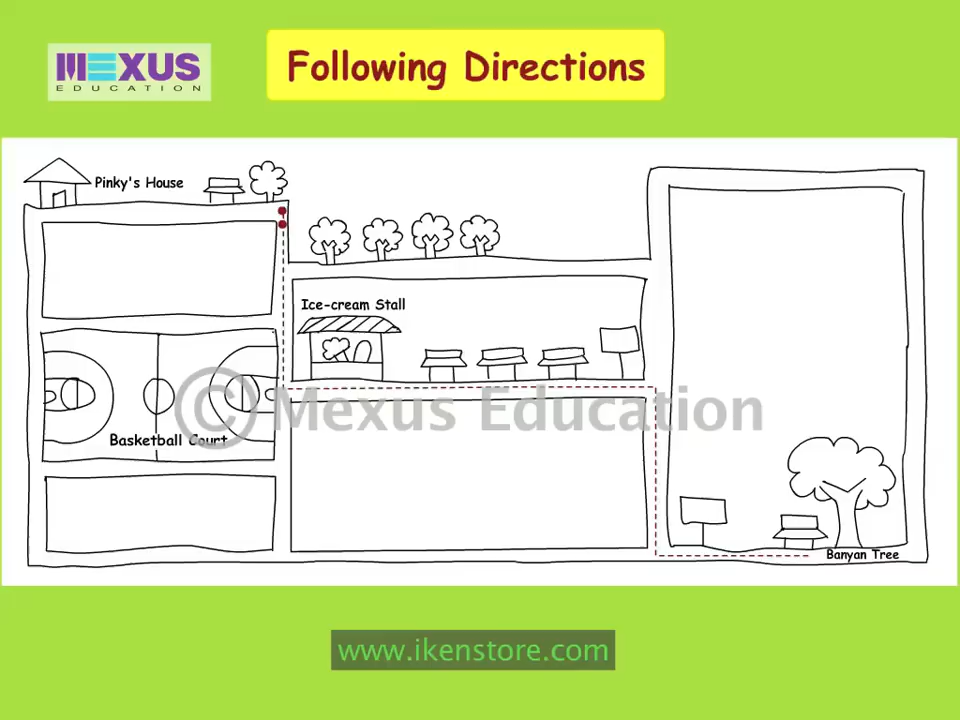 MEXUS
EDUCATION
Following Directions
Pinky's House
Ice-cream Stall
© Mexus Education
Basketball Court
Banyan Tree
www.ikenstore.com